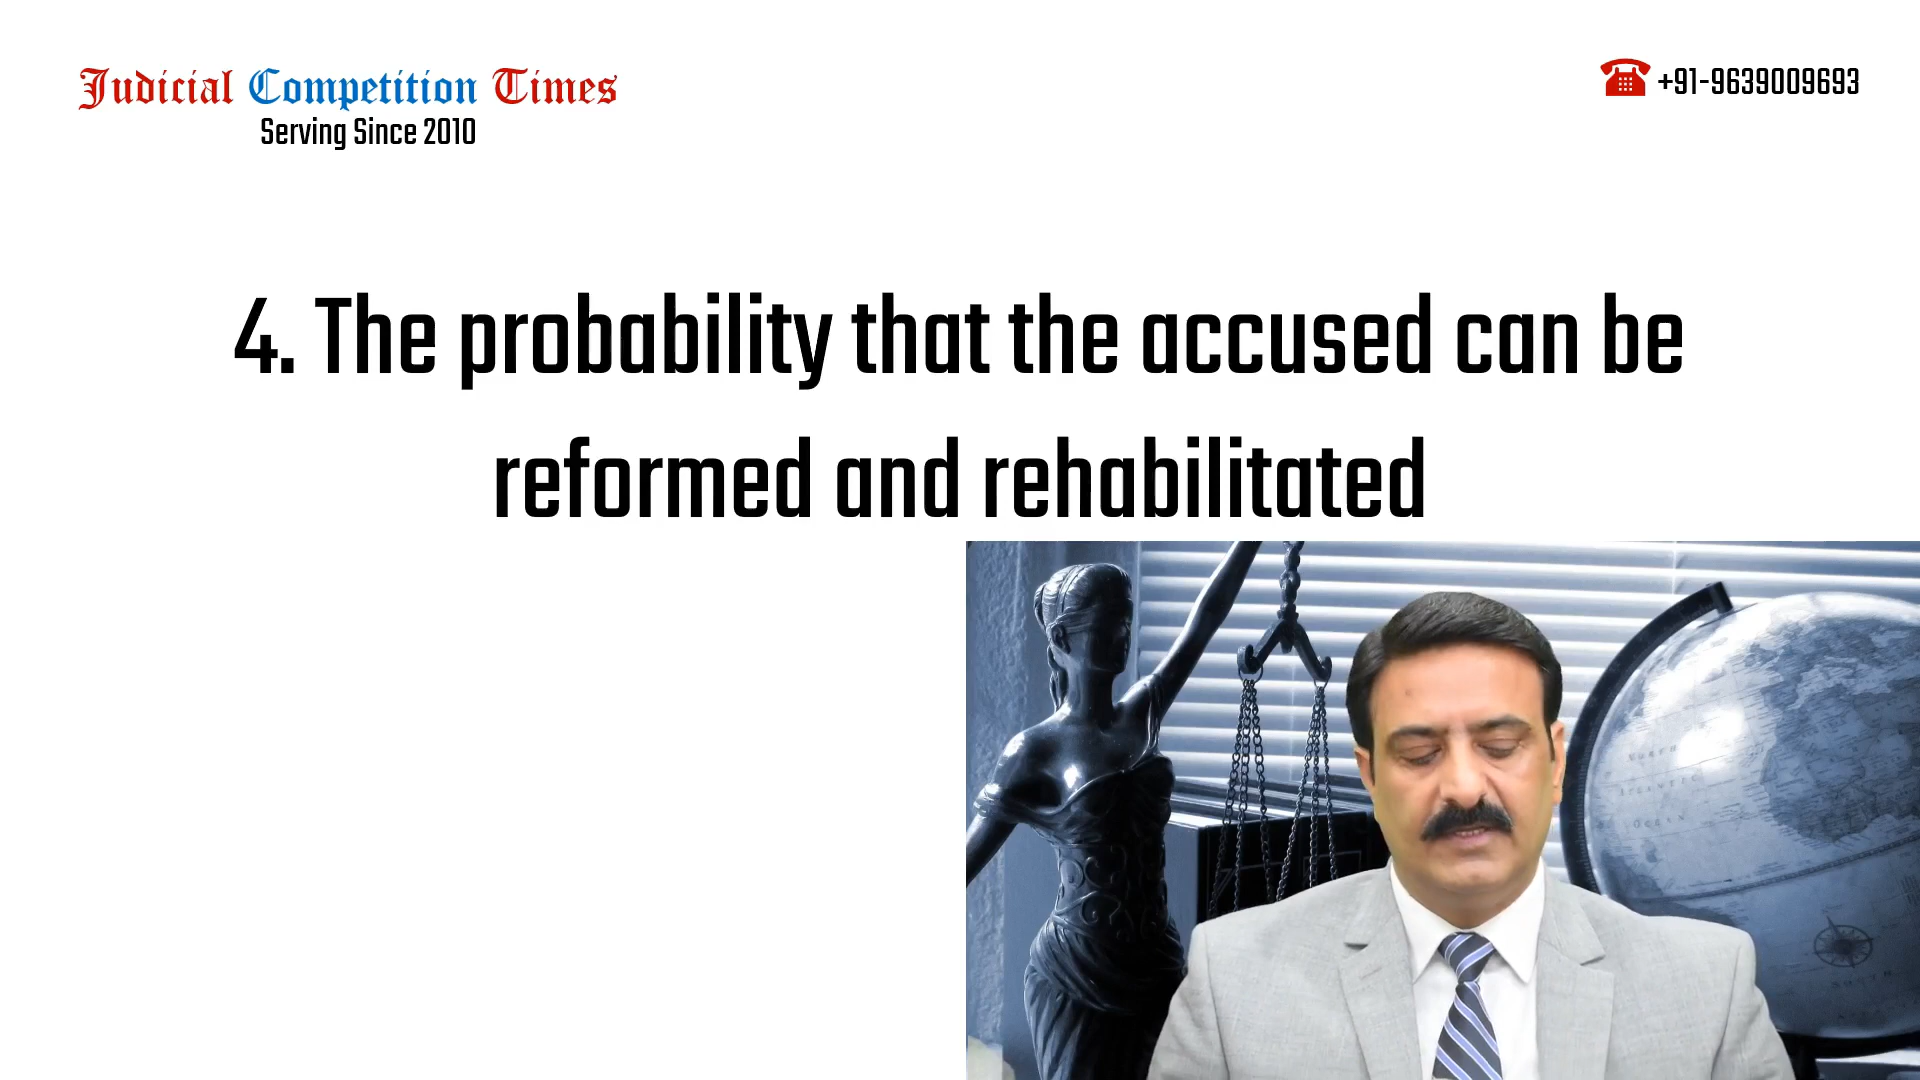 Judicial Competition Times
Serving Since 2010
+91-9639009693
4. The probability that the accused can be
reformed and rehabilitated